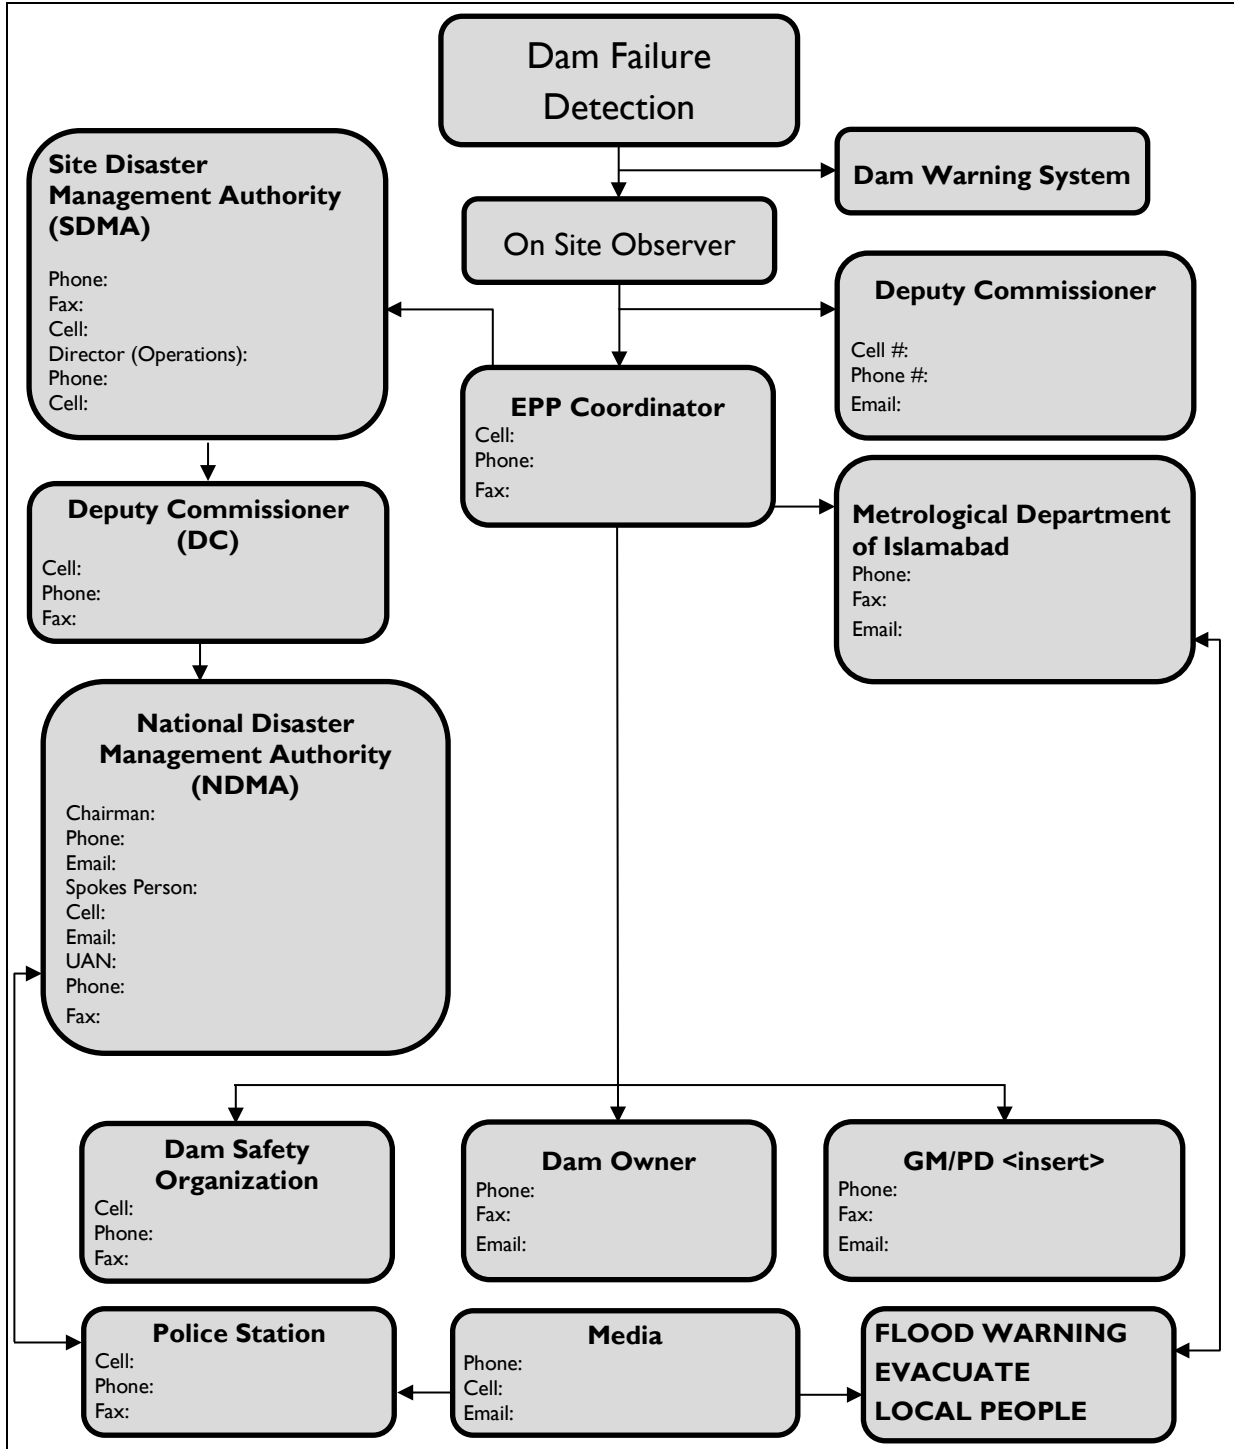 Dam Failure
Detection
Dam Warning System
On Site Observer
Site Disaster
Management Authority
(SDMA)
Phone:
Fax:
Cell:
Director (Operations):
Phone:
Cell:
Deputy Commissioner
Cell #:
Phone #:
Email:
EPP Coordinator
Cell:
Phone:
Fax:
Deputy Commissioner
(DC)
Cell:
Phone:
Fax:
Metrological Department
of Islamabad
Phone:
Fax:
Email:
National Disaster
Management Authority
(NDMA)
Chairman:
Phone:
Email:
Spokes Person:
Cell:
Email:
UAN:
Phone:
Fax:
Dam Safety
Organization
Cell:
Phone:
Fax:
Dam Owner
Phone:
Fax:
Email:
GM/PD <insert>
Phone:
Fax:
Email:
Police Station
Cell:
Phone:
Fax:
Media
Phone:
Cell:
Email:
FLOOD WARNING
EVACUATE
LOCAL PEOPLE